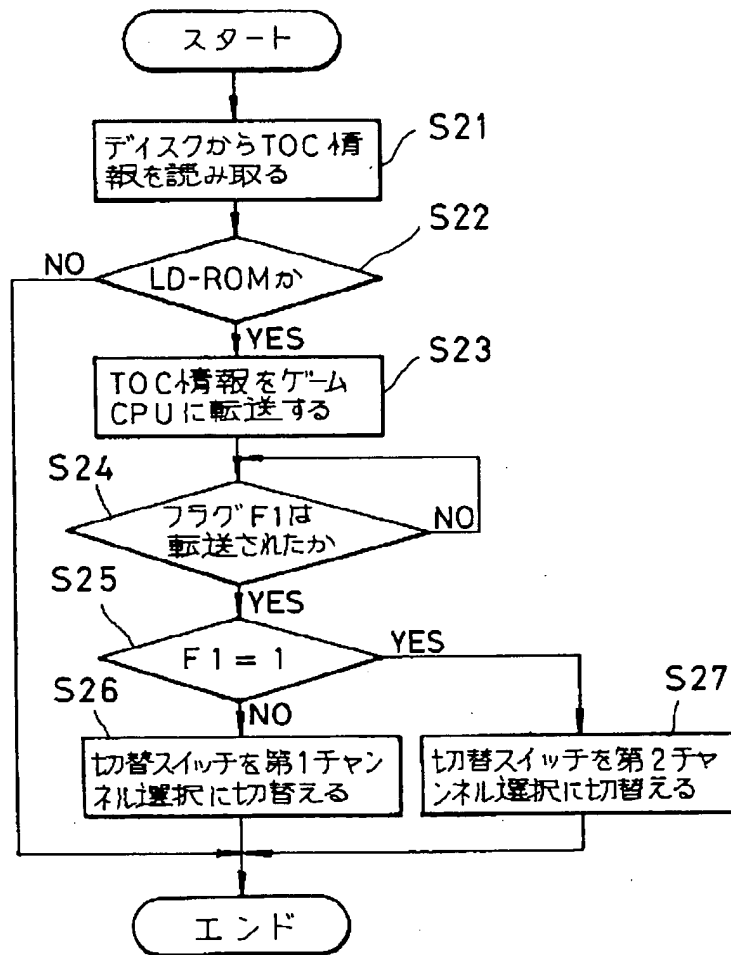 スタート
S21
ディスクからTOC情
報を読み取る
S22
NO
LD-ROMか
YES
S23
TOC情報をゲーム
CPUに転送する
S24
フラグF1は
転送されたか
NO
S25
YES
F1=1
YES
S26
NO
S27
切替スイッチを第1チャン
ネル選択に切替える
切替スイッチを第2チャ
ンネル選択に切替える
エンド